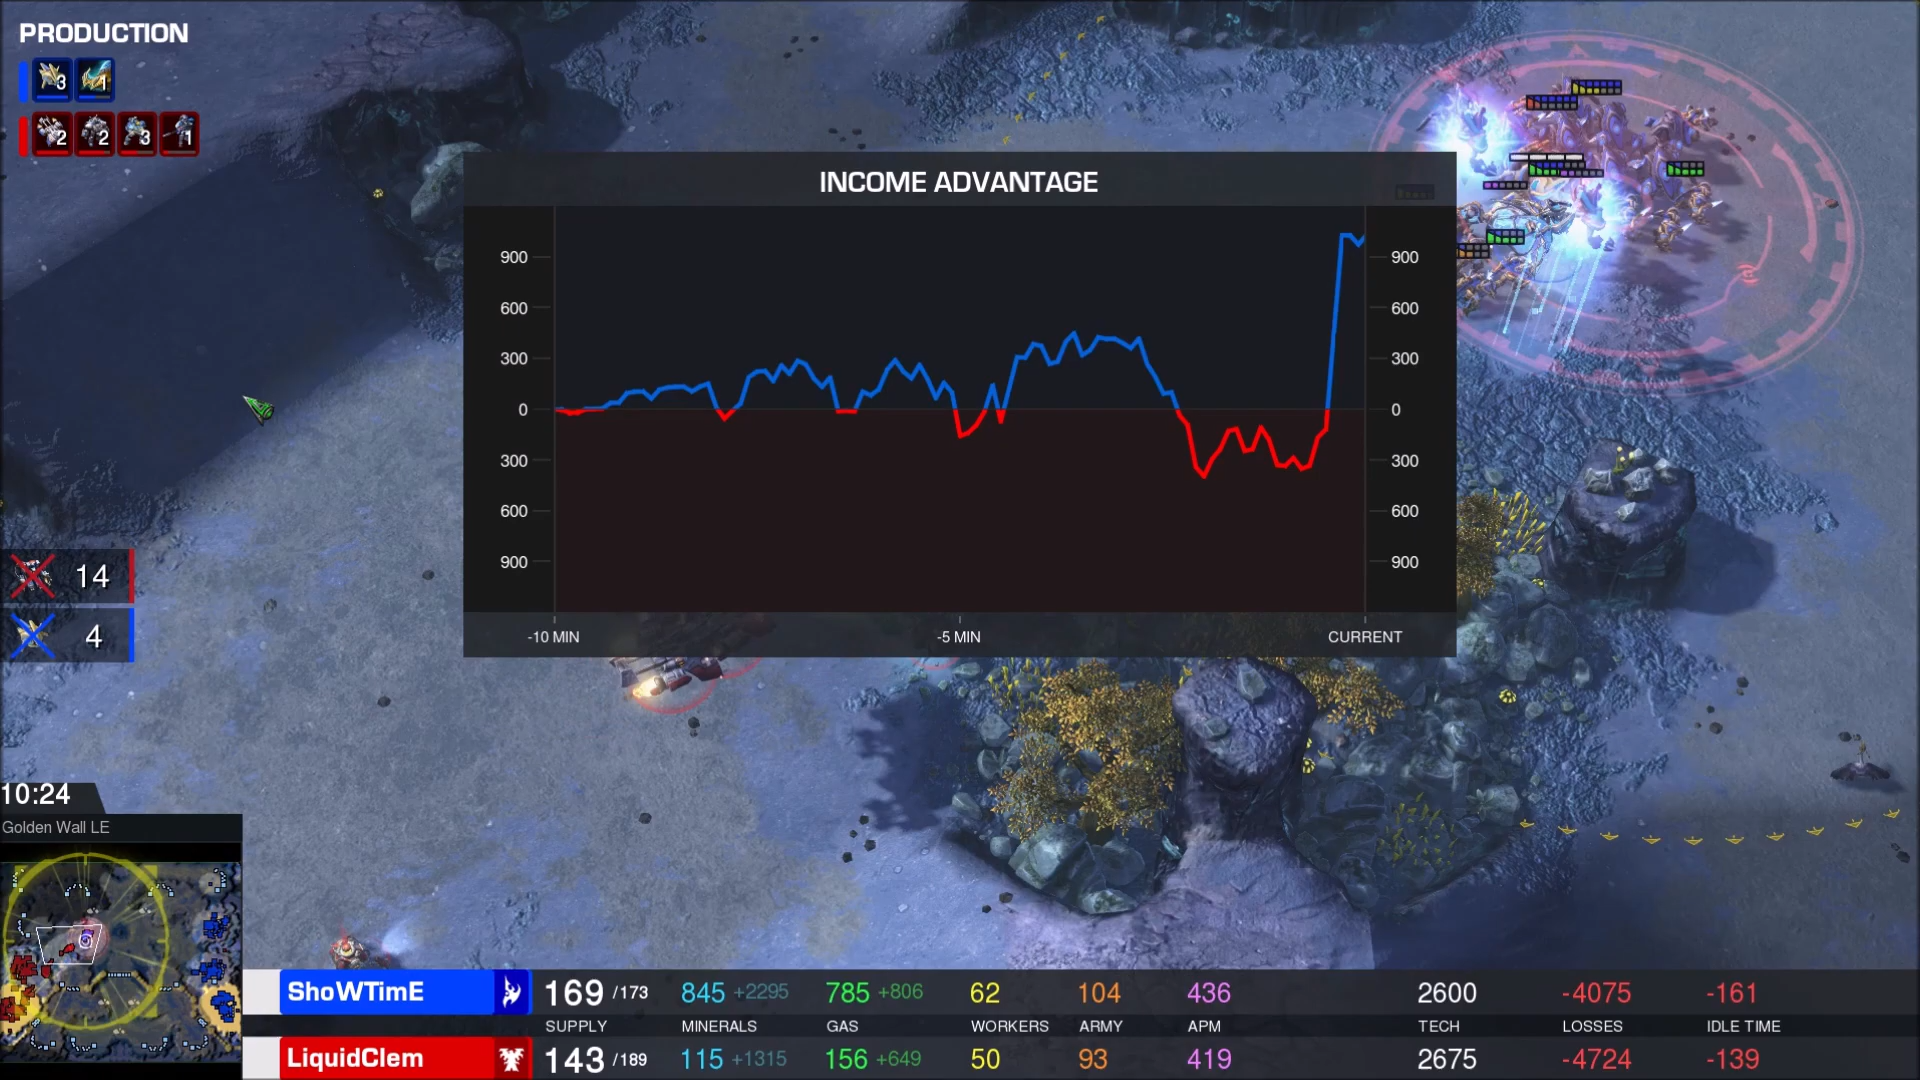 PRODUCTION
3 1
2 2 3 1
INCOME ADVANTAGE
900 900
600 600
300 300
0 0
300 300
600 600
900 900
-10 MIN -5 MIN CURRENT
14
4
10:24
Golden Wall LE
ShoWTimE 169 /173 845 +2295 785 +806 62 104 436 2600 -4075 -161
SUPPLY MINERALS GAS WORKERS ARMY APM TECH LOSSES IDLE TIME
LiquidClem 143 /189 115 +1315 156 +649 50 93 419 2675 -4724 -139